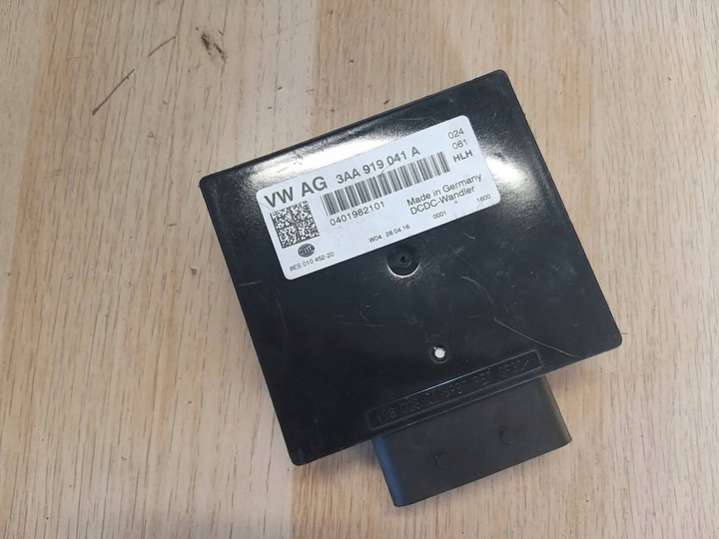 VW AG 3AA 919 041 A
024
061
HLH
0401982101
Made in Germany
DCDC-Wandler
8ES 010 452-20
W04 28.04.16
0001
1600